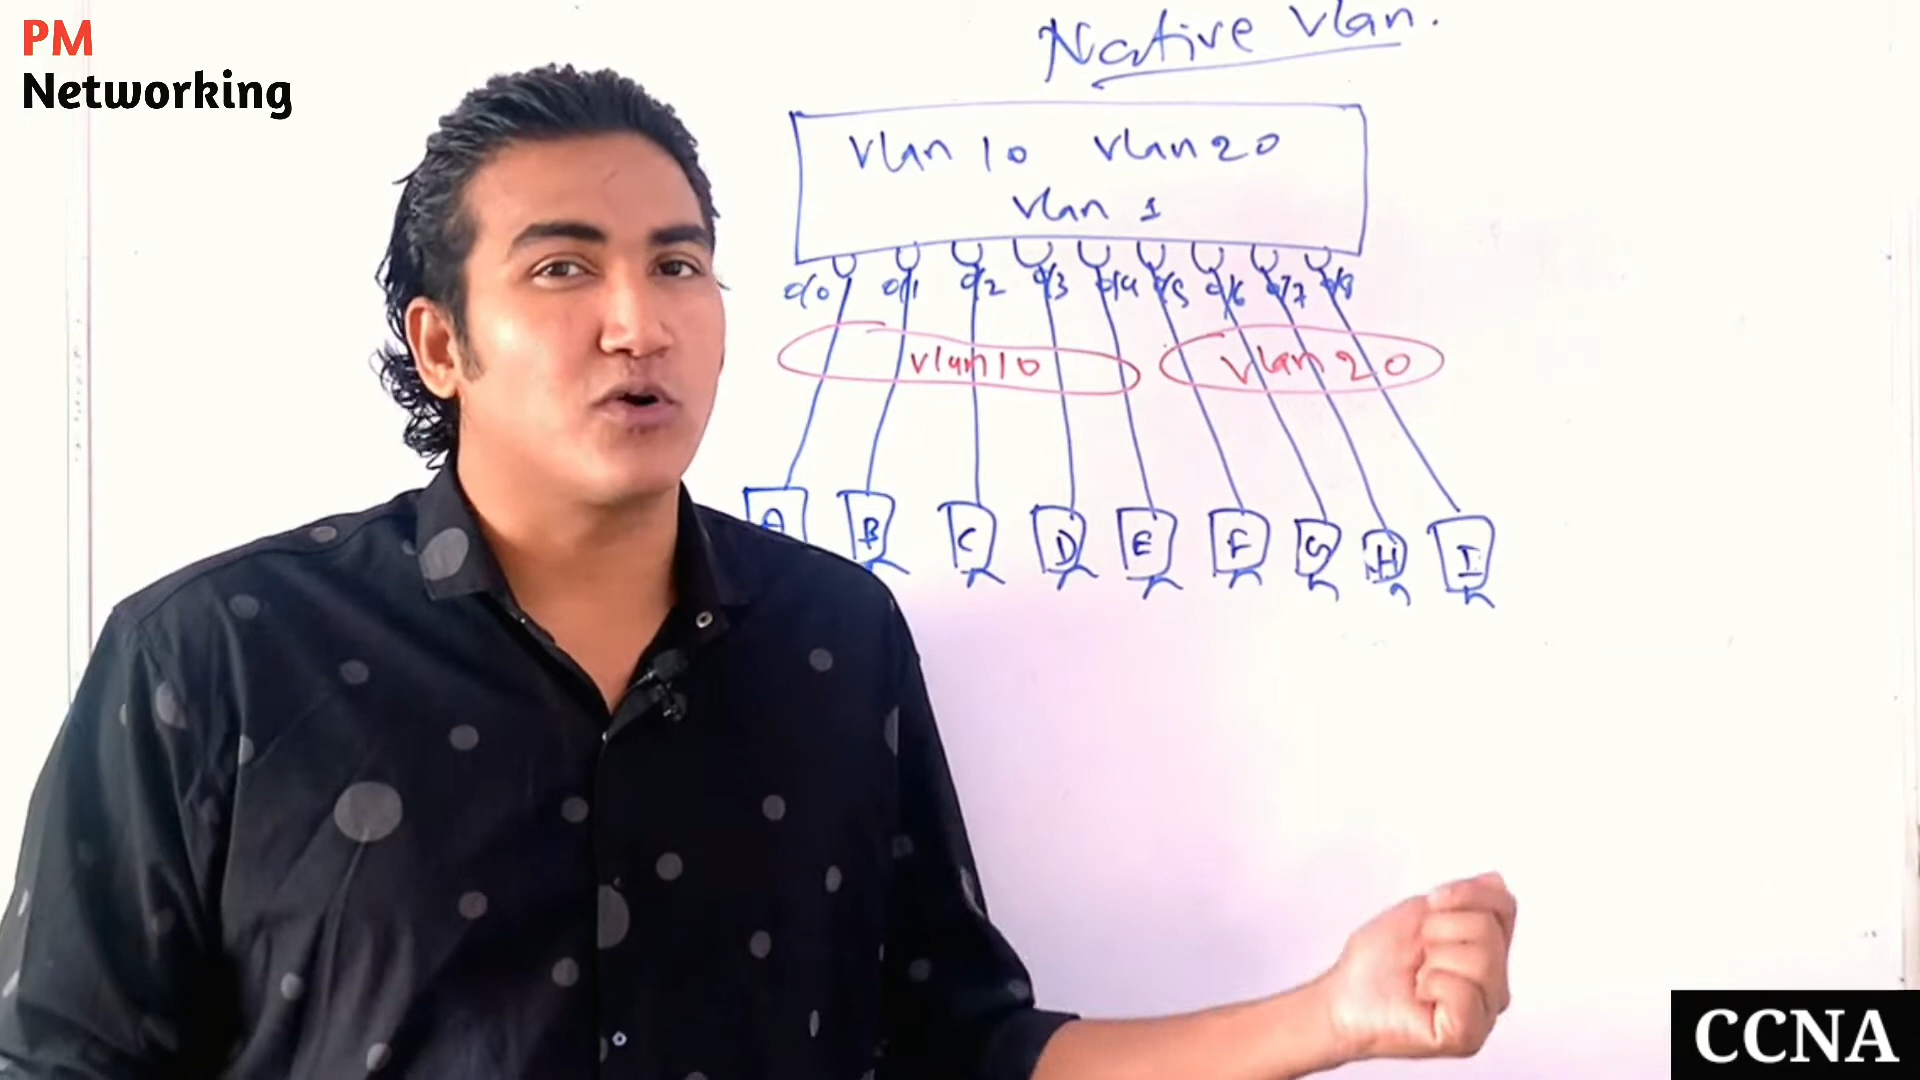 PM
Networking
Native Vlan.
Vlan 10 Vlan 20
Vlan 1
0/0 0/1 0/2 0/3 0/4 0/5 0/6 0/7 0/8
Vlan 10 Vlan 20
A B C D E F G H I
CCNA